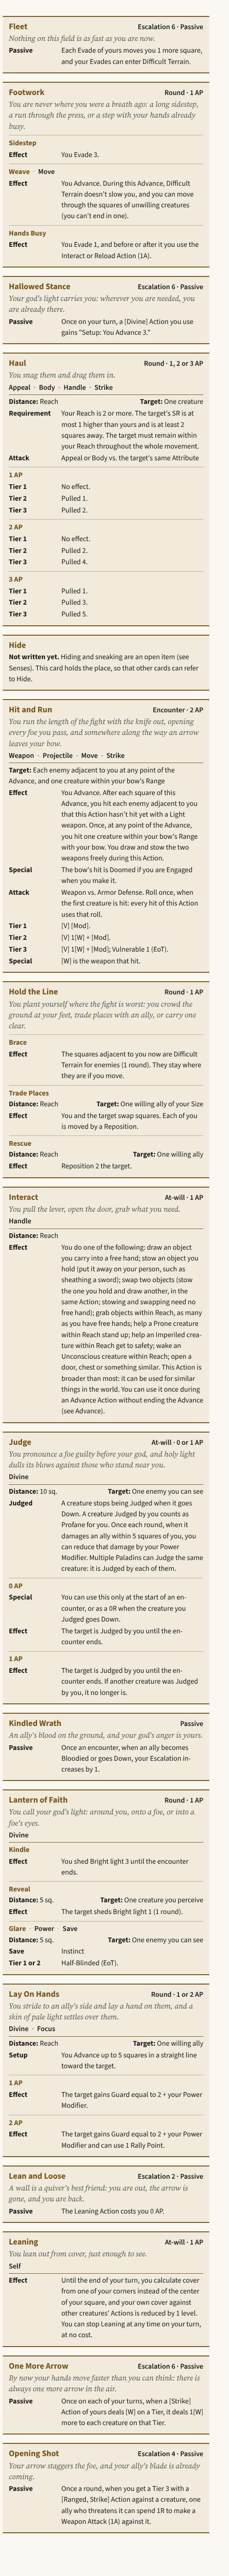 Fleet Escalation 6 · Passive
Nothing on this field is as fast as you are now.
Passive Each Evade of yours moves you 1 more square,
and your Evades can enter Difficult Terrain.
Footwork Round · 1 AP
You are never where you were a breath ago: a long sidestep,
a run through the press, or a step with your hands already
busy.
Sidestep
Effect You Evade 3.
Weave · Move
Effect You Advance. During this Advance, Difficult
Terrain doesn't slow you, and you can move
through the squares of unwilling creatures
(you can't end in one).
Hands Busy
Effect You Evade 1, and before or after it you use the
Interact or Reload Action (1A).
Hallowed Stance Escalation 6 · Passive
Your god's light carries you: wherever you are needed, you
are already there.
Passive Once on your turn, a [Divine] Action you use
gains "Setup: You Advance 3."
Haul Round · 1, 2 or 3 AP
You snag them and drag them in.
Appeal · Body · Handle · Strike
Distance: Reach Target: One creature
Requirement Your Reach is 2 or more. The target's SR is at
most 1 higher than yours and is at least 2
squares away. The target must remain within
your Reach throughout the whole movement.
Attack Appeal or Body vs. the target's same Attribute
1 AP
Tier 1 No effect.
Tier 2 Pulled 1.
Tier 3 Pulled 2.
2 AP
Tier 1 No effect.
Tier 2 Pulled 2.
Tier 3 Pulled 4.
3 AP
Tier 1 Pulled 1.
Tier 2 Pulled 3.
Tier 3 Pulled 5.
Hide
Not written yet. Hiding and sneaking are an open item (see
Senses). This card holds the place, so that other cards can refer
to Hide.
Hit and Run Encounter · 2 AP
You run the length of the fight with the knife out, opening
every foe you pass, and somewhere along the way an arrow
leaves your bow.
Weapon · Projectile · Move · Strike
Target: Each enemy adjacent to you at any point of the
Advance, and one creature within your bow's Range
Effect You Advance. After each square of this
Advance, you hit each enemy adjacent to you
that this Action hasn't hit yet with a Light
weapon. Once, at any point of the Advance,
you hit one creature within your bow's Range
with your bow. You draw and stow the two
weapons freely during this Action.
Special The bow's hit is Doomed if you are Engaged
when you make it.
Attack Weapon vs. Armor Defense. Roll once, when
the first creature is hit: every hit of this Action
uses that roll.
Tier 1 [V] [Mod].
Tier 2 [V] 1[W] + [Mod].
Tier 3 [V] 1[W] + [Mod]; Vulnerable 1 (EoT).
Special [W] is the weapon that hit.
Hold the Line Round · 1 AP
You plant yourself where the fight is worst: you crowd the
ground at your feet, trade places with an ally, or carry one
clear.
Brace
Effect The squares adjacent to you now are Difficult
Terrain for enemies (1 round). They stay where
they are if you move.
Trade Places
Distance: Reach Target: One willing ally of your Size
Effect You and the target swap squares. Each of you
is moved by a Reposition.
Rescue
Distance: Reach Target: One willing ally
Effect Reposition 2 the target.
Interact At-will · 1 AP
You pull the lever, open the door, grab what you need.
Handle
Distance: Reach
Effect You do one of the following: draw an object
you carry into a free hand; stow an object you
hold (put it away on your person, such as
sheathing a sword); swap two objects (stow
the one you hold and draw another, in the
same Action; stowing and swapping need no
free hand); grab objects within Reach, as many
as you have free hands; help a Prone creature
within Reach stand up; help an Imperiled crea-
ture within Reach get to safety; wake an
Unconscious creature within Reach; open a
door, chest or something similar. This Action is
broader than most: it can be used for similar
things in the world. You can use it once during
an Advance Action without ending the Advance
(see Advance).
Judge At-will · 0 or 1 AP
You pronounce a foe guilty before your god, and holy light
dulls its blows against those who stand near you.
Divine
Distance: 10 sq. Target: One enemy you can see
Judged A creature stops being Judged when it goes
Down. A creature Judged by you counts as
Profane for you. Once each round, when it
damages an ally within 5 squares of you, you
can reduce that damage by your Power
Modifier. Multiple Paladins can Judge the same
creature: it is Judged by each of them.
0 AP
Special You can use this only at the start of an en-
counter, or as a 0R when the creature you
Judged goes Down.
Effect The target is Judged by you until the en-
counter ends.
1 AP
Effect The target is Judged by you until the en-
counter ends. If another creature was Judged
by you, it no longer is.
Kindled Wrath Passive
An ally's blood on the ground, and your god's anger is yours.
Passive Once an encounter, when an ally becomes
Bloodied or goes Down, your Escalation in-
creases by 1.
Lantern of Faith Round · 1 AP
You call your god's light: around you, onto a foe, or into a
foe's eyes.
Divine
Kindle
Effect You shed Bright light 3 until the encounter
ends.
Reveal
Distance: 5 sq. Target: One creature you perceive
Effect The target sheds Bright light 1 (1 round).
Glare · Power · Save
Distance: 5 sq. Target: One enemy you can see
Save Instinct
Tier 1 or 2 Half-Blinded (EoT).
Lay On Hands Round · 1 or 2 AP
You stride to an ally's side and lay a hand on them, and a
skin of pale light settles over them.
Divine · Focus
Distance: Reach Target: One willing ally
Setup You Advance up to 5 squares in a straight line
toward the target.
1 AP
Effect The target gains Guard equal to 2 + your Power
Modifier.
2 AP
Effect The target gains Guard equal to 2 + your Power
Modifier and can use 1 Rally Point.
Lean and Loose Escalation 2 · Passive
A wall is a quiver's best friend: you are out, the arrow is
gone, and you are back.
Passive The Leaning Action costs you 0 AP.
Leaning At-will · 1 AP
You lean out from cover, just enough to see.
Self
Effect Until the end of your turn, you calculate cover
from one of your corners instead of the center
of your square, and your own cover against
other creatures' Actions is reduced by 1 level.
You can stop Leaning at any time on your turn,
at no cost.
One More Arrow Escalation 6 · Passive
By now your hands move faster than you can think: there is
always one more arrow in the air.
Passive Once on each of your turns, when a [Strike]
Action of yours deals [W] on a Tier, it deals 1[W]
more to each creature on that Tier.
Opening Shot Escalation 4 · Passive
Your arrow staggers the foe, and your ally's blade is already
coming.
Passive Once a round, when you get a Tier 3 with a
[Ranged, Strike] Action against a creature, one
ally who threatens it can spend 1R to make a
Weapon Attack (1A) against it.